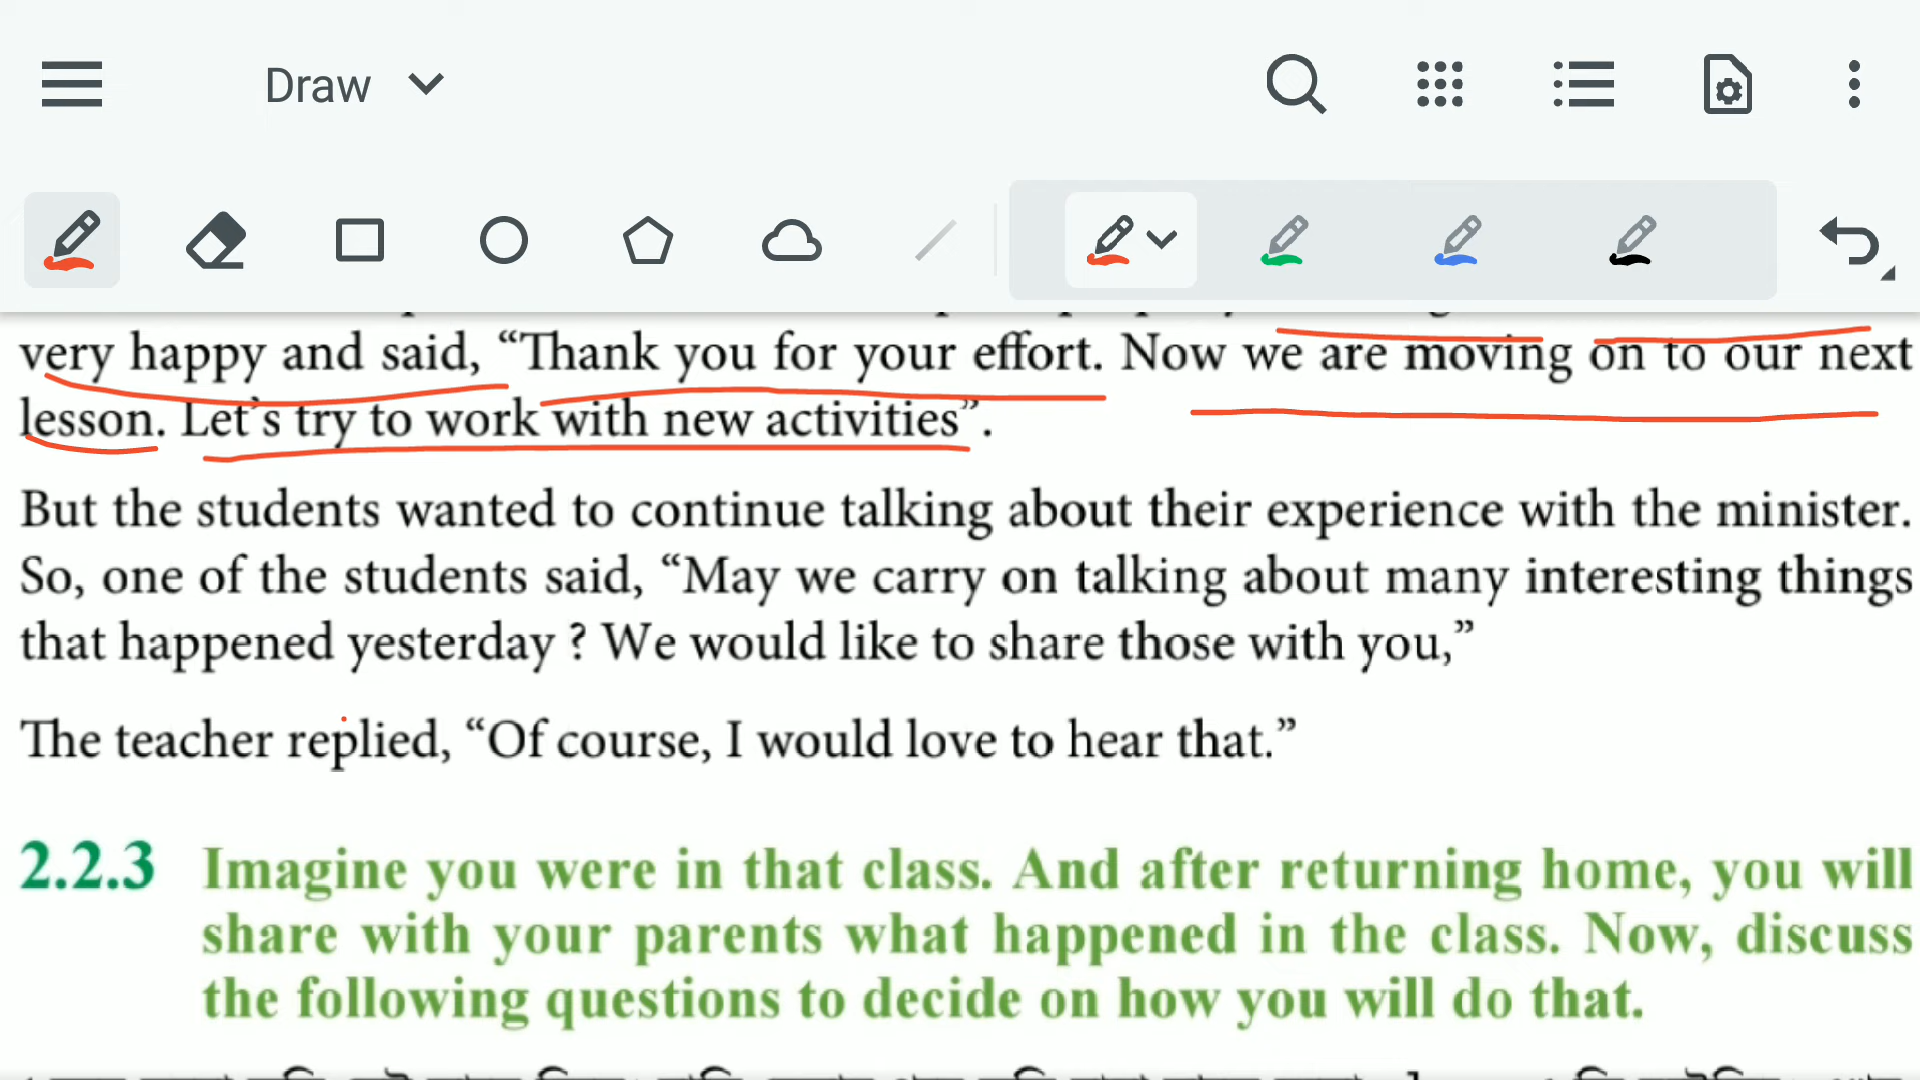 Draw
very happy and said, “Thank you for your effort. Now we are moving on to our next
lesson. Let’s try to work with new activities”.
But the students wanted to continue talking about their experience with the minister.
So, one of the students said, “May we carry on talking about many interesting things
that happened yesterday ? We would like to share those with you,”
The teacher replied, “Of course, I would love to hear that.”
2.2.3 Imagine you were in that class. And after returning home, you will
share with your parents what happened in the class. Now, discuss
the following questions to decide on how you will do that.